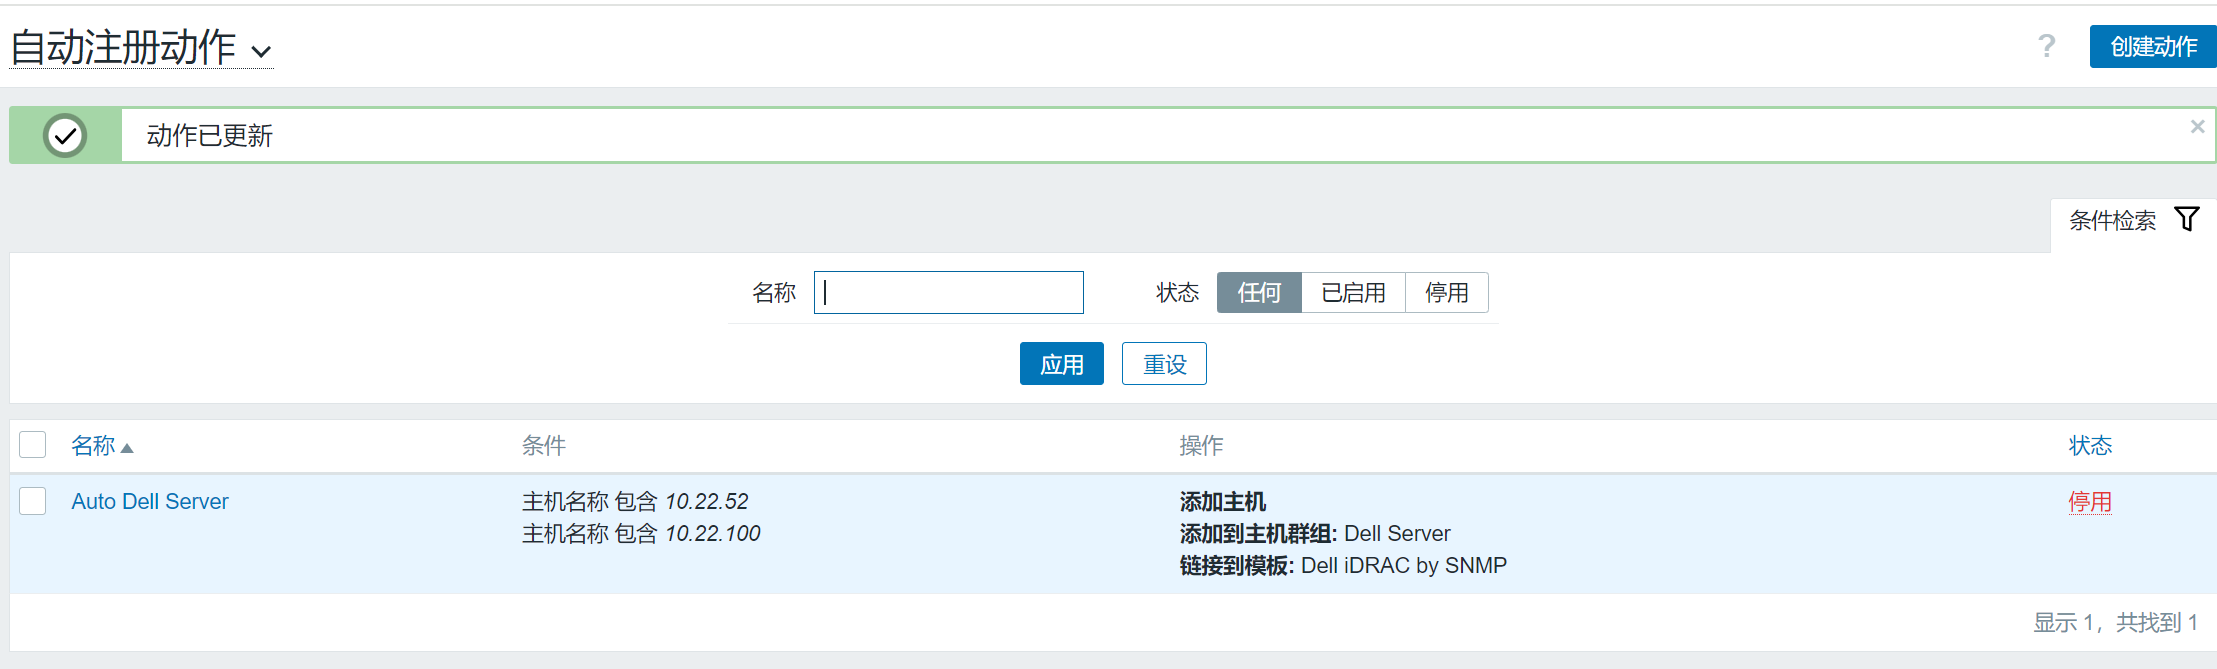 自动注册动作
?
创建动作
动作已更新
×
条件检索
名称
状态 任何 已启用 停用
应用 重设
名称 条件 操作 状态
Auto Dell Server
主机名称 包含 10.22.52
主机名称 包含 10.22.100
添加主机
添加到主机群组: Dell Server
链接到模板: Dell iDRAC by SNMP
停用
显示 1，共找到 1